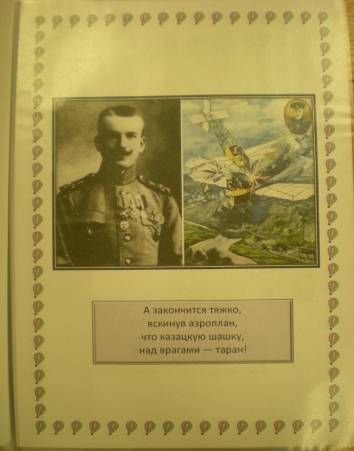 А закончится тяжко,
вскинув аэроплан,
что казацкую шашку,
над врагами — таран!